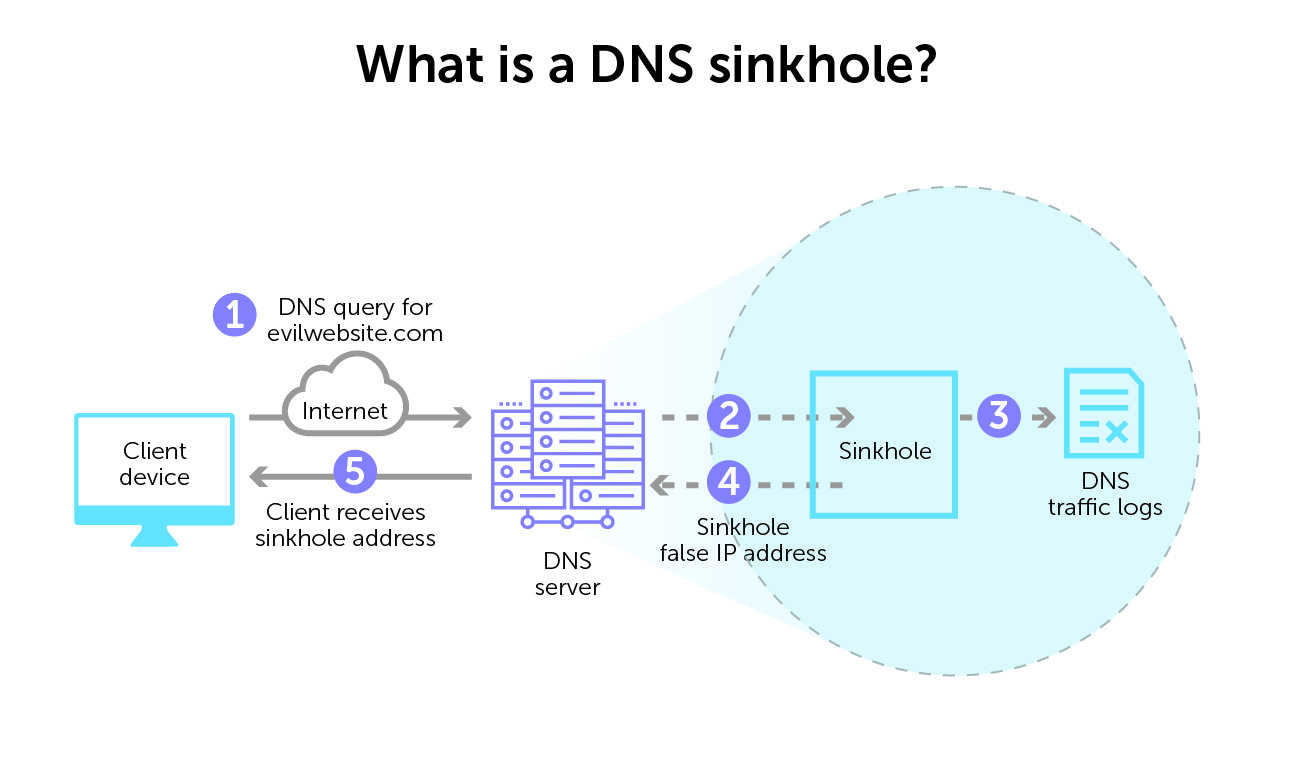 What is a DNS sinkhole?
1
DNS query for
evilwebsite.com
Internet
Client
device
5
Client receives
sinkhole address
DNS
server
2
4
Sinkhole
false IP address
Sinkhole
3
DNS
traffic logs